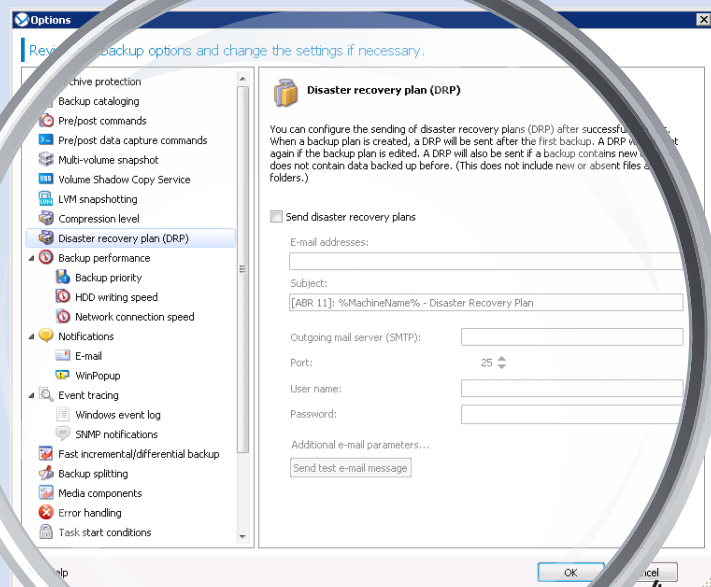 Options
Rev backup options and change the settings if necessary.
chive protection
Backup cataloging
Pre/post commands
Pre/post data capture commands
Multi-volume snapshot
Volume Shadow Copy Service
LVM snapshotting
Compression level
Disaster recovery plan (DRP)
Backup performance
Backup priority
HDD writing speed
Network connection speed
Notifications
E-mail
WinPopup
Event tracing
Windows event log
SNMP notifications
Fast incremental/differential backup
Backup splitting
Media components
Error handling
Task start conditions
Disaster recovery plan (DRP)
You can configure the sending of disaster recovery plans (DRP) after successful
When a backup plan is created, a DRP will be sent after the first backup. A DRP
again if the backup plan is edited. A DRP will also be sent if a backup contains new
does not contain data backed up before. (This does not include new or absent files
folders.)
Send disaster recovery plans
E-mail addresses:
Subject:
[ABR 11]: %MachineName% - Disaster Recovery Plan
Outgoing mail server (SMTP):
Port: 25
User name:
Password:
Additional e-mail parameters...
Send test e-mail message
elp
OK
ncel